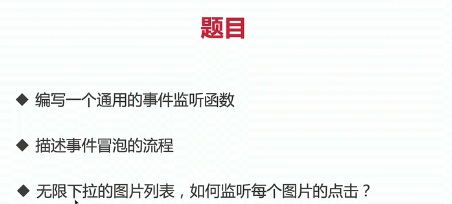 题目
◆ 编写一个通用的事件监听函数
◆ 描述事件冒泡的流程
◆ 无限下拉的图片列表，如何监听每个图片的点击？